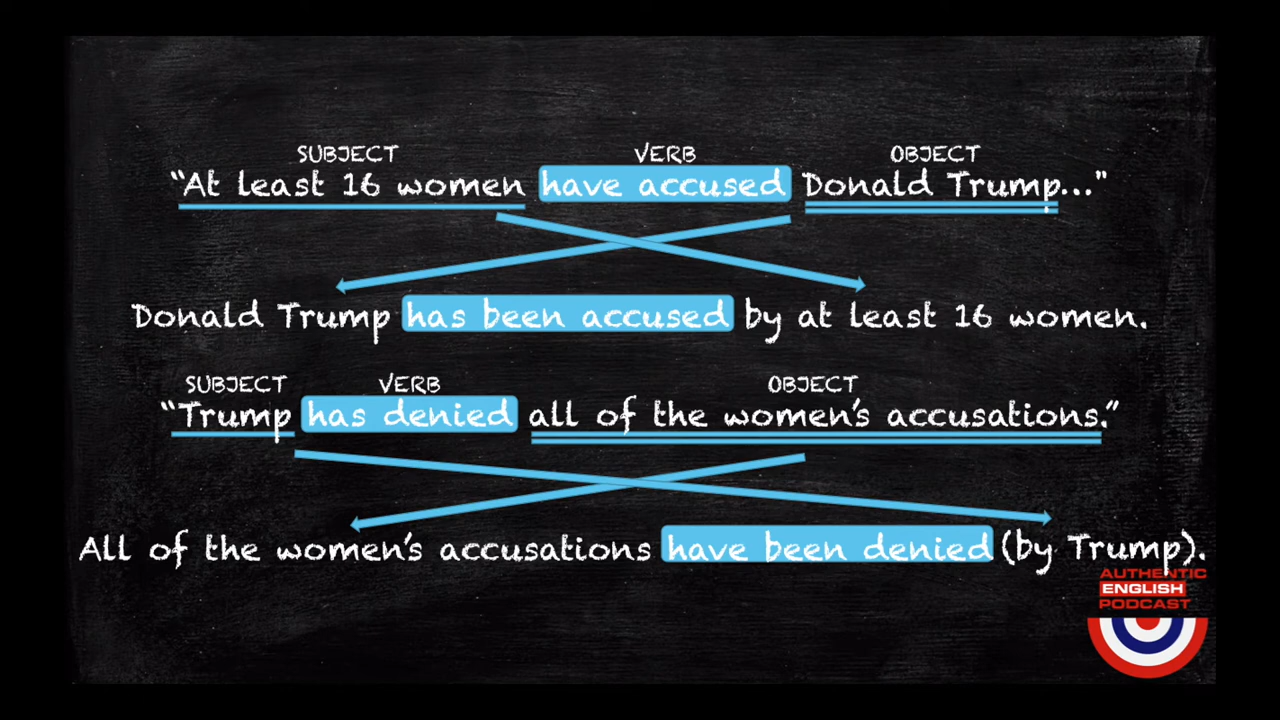 SUBJECT VERB OBJECT
“At least 16 women have accused Donald Trump...”
Donald Trump has been accused by at least 16 women.
SUBJECT VERB OBJECT
“Trump has denied all of the women’s accusations.”
All of the women’s accusations have been denied (by Trump).
AUTHENTIC
ENGLISH
PODCAST